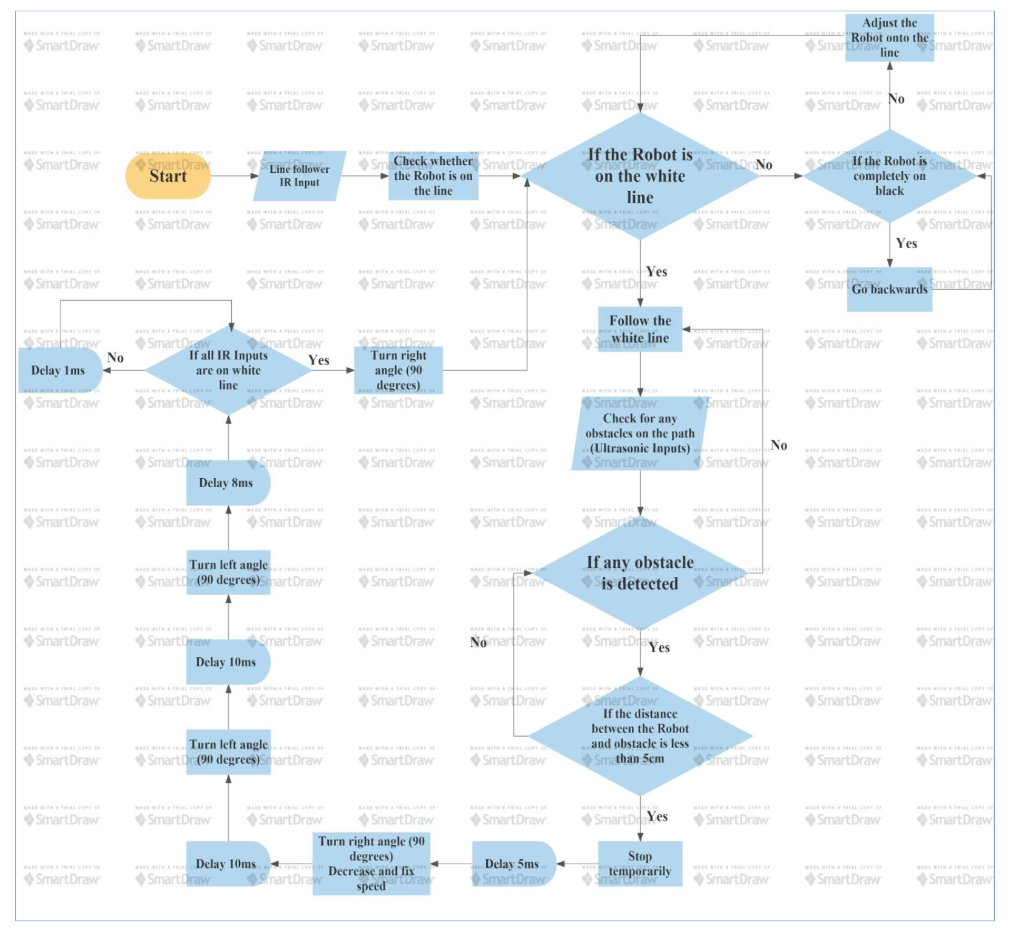 Adjust the
Robot onto the
line
No
Start
Line follower
IR Input
Check whether
the Robot is on
the line
If the Robot is
on the white
line
No
If the Robot is
completely on
black
Yes
Go backwards
Yes
Follow the
white line
Delay 1ms
No
If all IR Inputs
are on white
line
Yes
Turn right
angle (90
degrees)
Check for any
obstacles on the path
(Ultrasonic Inputs)
No
Delay 8ms
If any obstacle
is detected
Turn left angle
(90 degrees)
No
Yes
Delay 10ms
If the distance
between the Robot
and obstacle is less
than 5cm
Turn left angle
(90 degrees)
Yes
Delay 10ms
Turn right angle (90
degrees)
Decrease and fix
speed
Delay 5ms
Stop
temporarily
MADE WITH A TRIAL COPY OF
SmartDraw